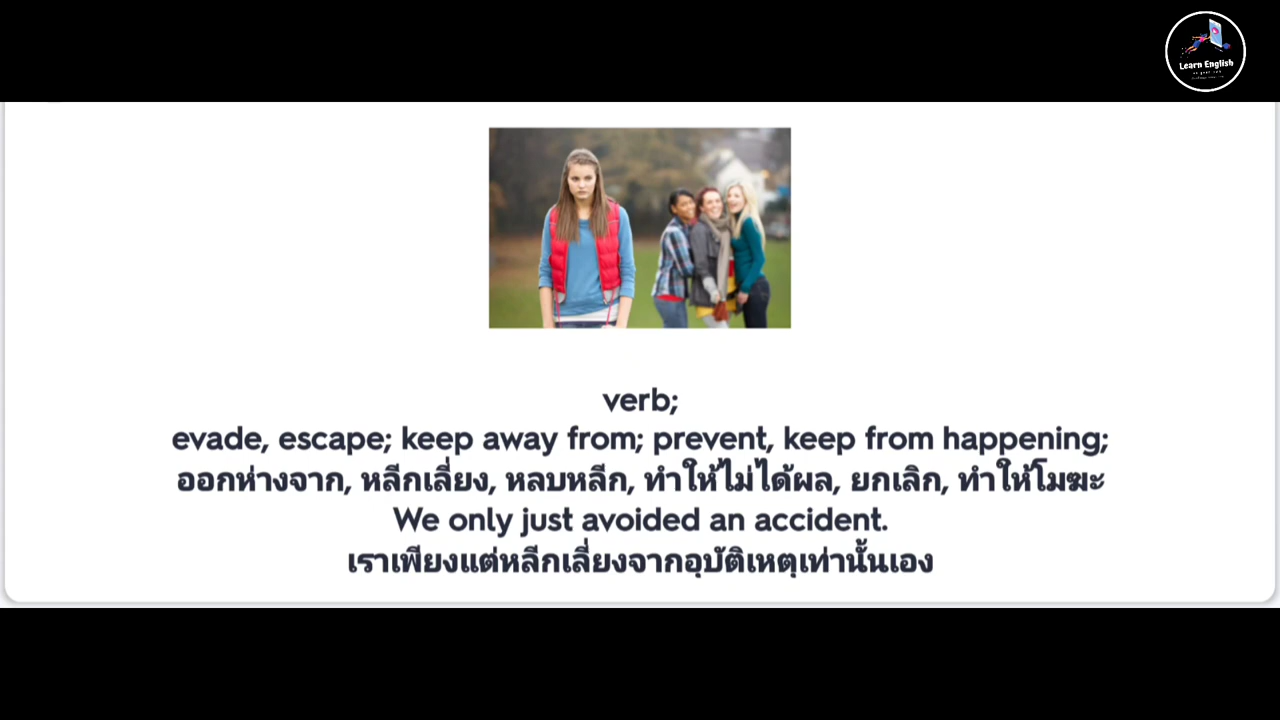 Learn English
verb;
evade, escape; keep away from; prevent, keep from happening;
ออกห่างจาก, หลีกเลี่ยง, หลบหลีก, ทำให้ไม่ได้ผล, ยกเลิก, ทำให้โมฆะ
We only just avoided an accident.
เราเพียงแต่หลีกเลี่ยงจากอุบัติเหตุเท่านั้นเอง